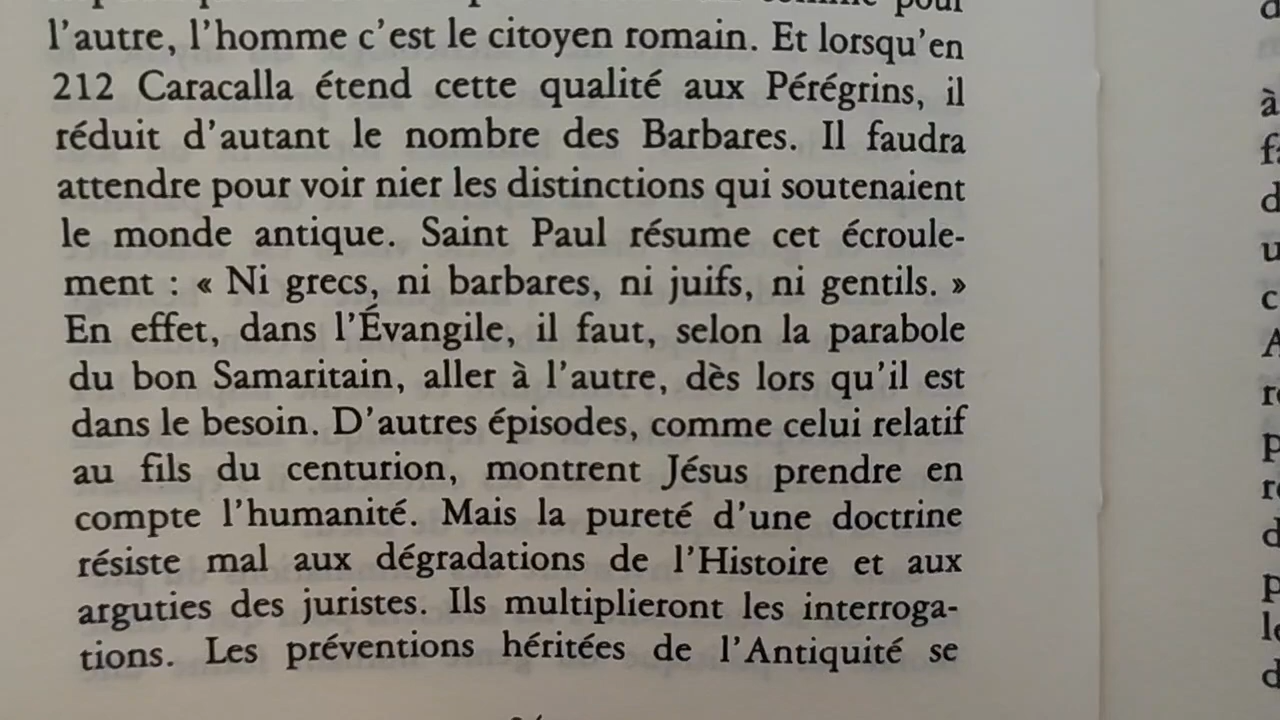 pour
l'autre, l'homme c'est le citoyen romain. Et lorsqu'en
212 Caracalla étend cette qualité aux Pérégrins, il
réduit d'autant le nombre des Barbares. Il faudra
attendre pour voir nier les distinctions qui soutenaient
le monde antique. Saint Paul résume cet écroule-
ment : « Ni grecs, ni barbares, ni juifs, ni gentils. »
En effet, dans l'Évangile, il faut, selon la parabole
du bon Samaritain, aller à l'autre, dès lors qu'il est
dans le besoin. D'autres épisodes, comme celui relatif
au fils du centurion, montrent Jésus prendre en
compte l'humanité. Mais la pureté d'une doctrine
résiste mal aux dégradations de l'Histoire et aux
arguties des juristes. Ils multiplieront les interroga-
tions. Les préventions héritées de l'Antiquité se